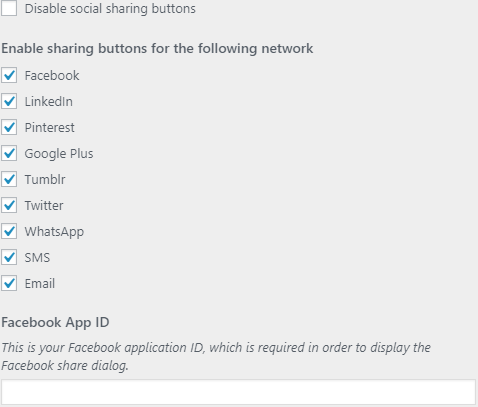 Disable social sharing buttons
Enable sharing buttons for the following network
Facebook
LinkedIn
Pinterest
Google Plus
Tumblr
Twitter
WhatsApp
SMS
Email
Facebook App ID
This is your Facebook application ID, which is required in order to display the
Facebook share dialog.